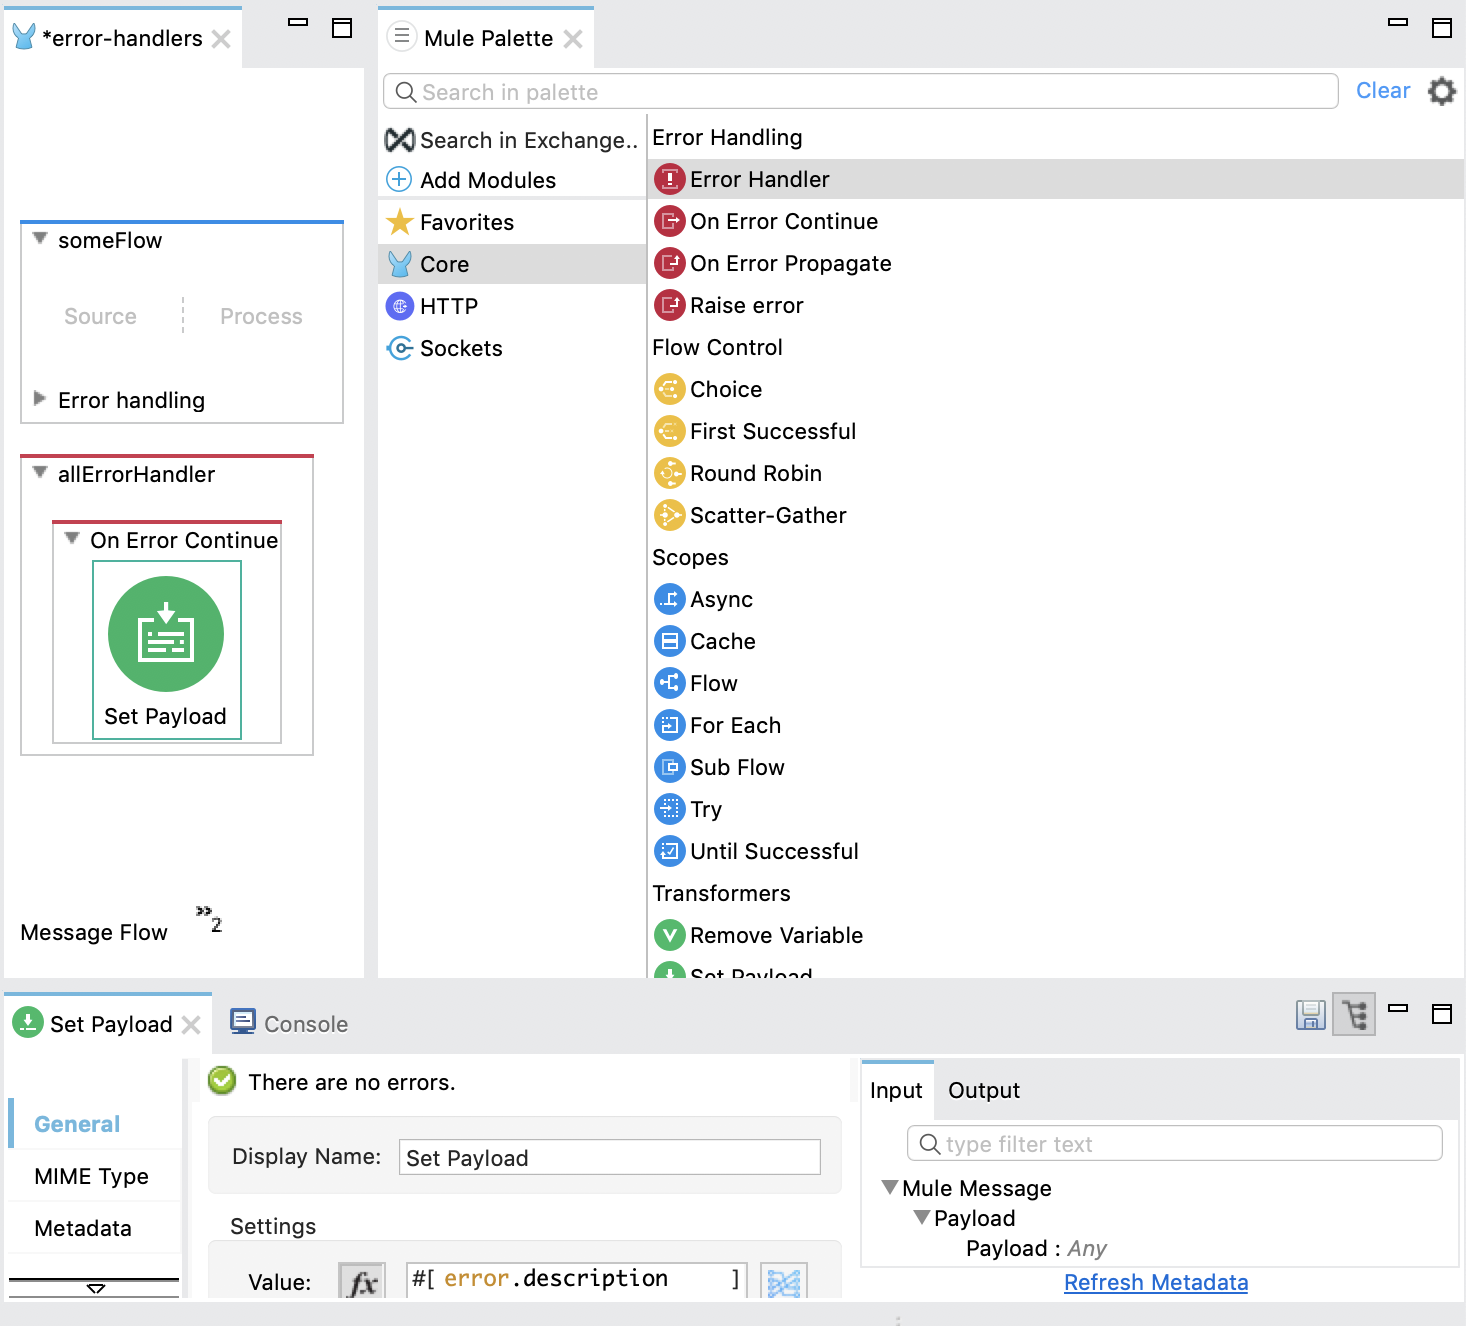 *error-handlers
someFlow
Source
Process
Error handling
allErrorHandler
On Error Continue
Set Payload
Message Flow
»2
Mule Palette
Search in palette
Clear
Search in Exchange..
Add Modules
Favorites
Core
HTTP
Sockets
Error Handling
Error Handler
On Error Continue
On Error Propagate
Raise error
Flow Control
Choice
First Successful
Round Robin
Scatter-Gather
Scopes
Async
Cache
Flow
For Each
Sub Flow
Try
Until Successful
Transformers
Remove Variable
Set Payload
Set Payload
Console
General
MIME Type
Metadata
There are no errors.
Display Name: Set Payload
Settings
Value: fx #[ error.description ]
Input Output
type filter text
Mule Message
Payload
Payload : Any
Refresh Metadata